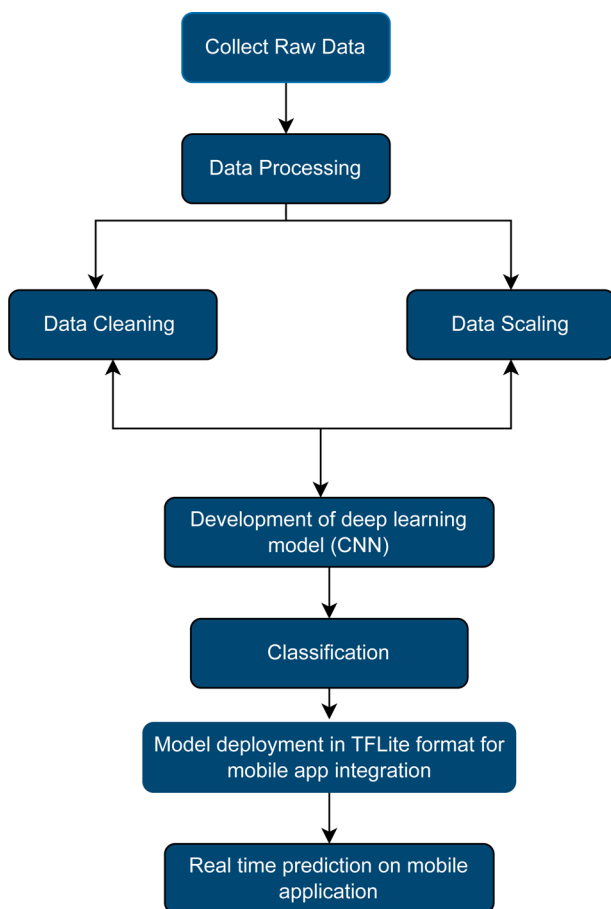 Collect Raw Data
Data Processing
Data Cleaning
Data Scaling
Development of deep learning
model (CNN)
Classification
Model deployment in TFLite format for
mobile app integration
Real time prediction on mobile
application